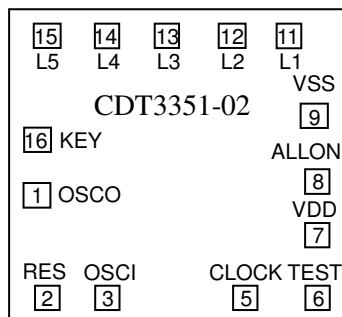 15 14 13 12 11
L5 L4 L3 L2 L1
VSS
CDT3351-02
9
16 KEY
ALLON
8
1 OSCO
VDD
7
RES OSCI CLOCK TEST
2 3 5 6